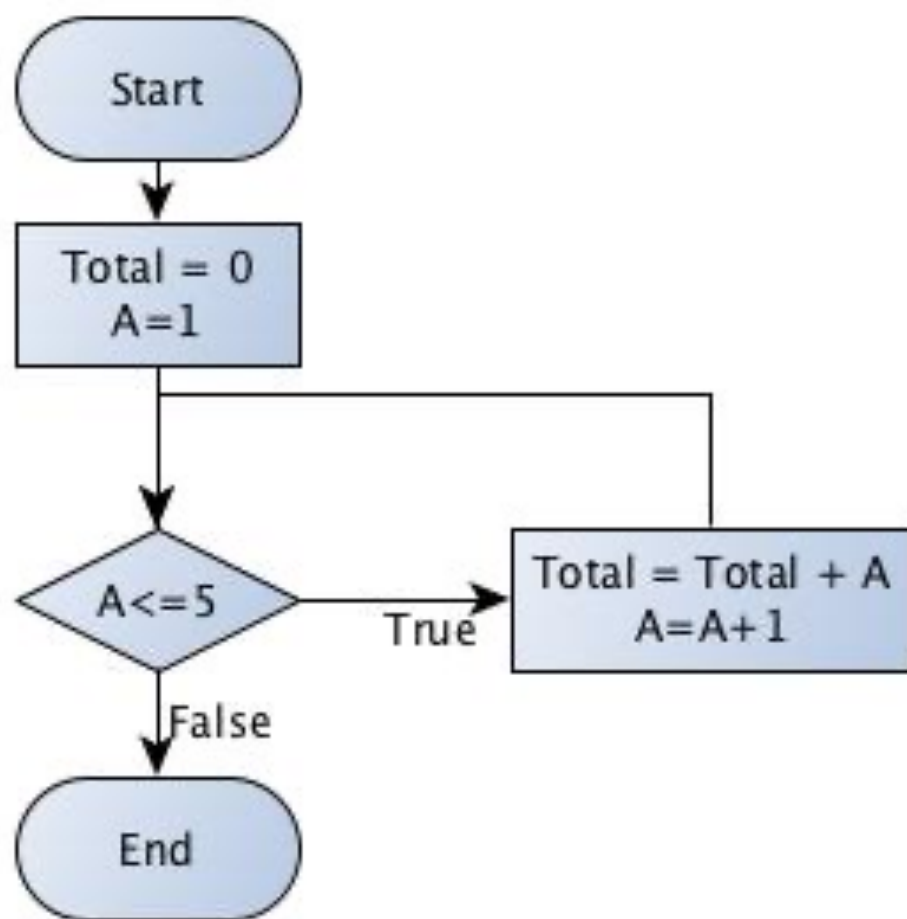 Start
Total = 0
A=1
A<=5
True
Total = Total + A
A=A+1
False
End